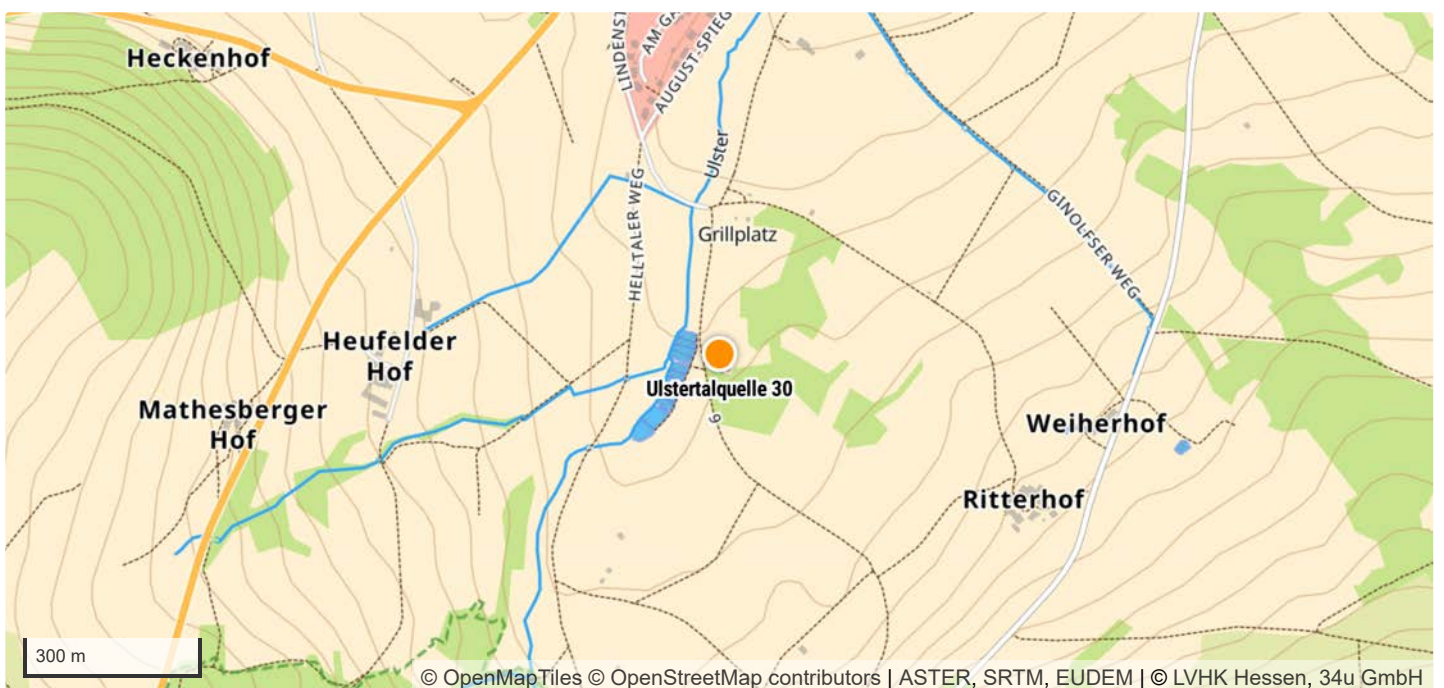 LINDENST
AM GA
AUGUST-SPIEG
Heckenhof
Ulster
HELLTALER WEG
GINOLFSER WEG
Grillplatz
Heufelder
Hof
Ulstertalquelle 30
Mathesberger
Hof
9
Weiherhof
Ritterhof
300 m
© OpenMapTiles © OpenStreetMap contributors | ASTER, SRTM, EUDEM | © LVHK Hessen, 34u GmbH